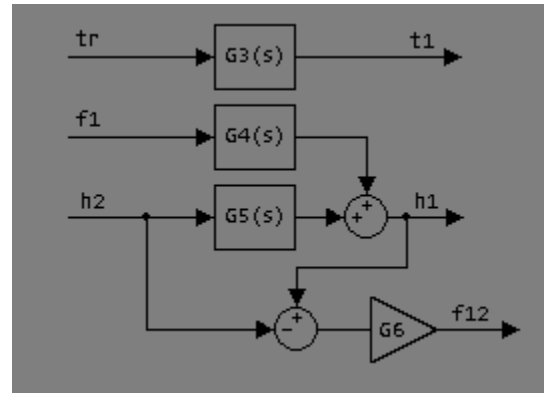 tr G3(s) t1
f1 G4(s)
h2 G5(s) + + h1
- + G6 f12